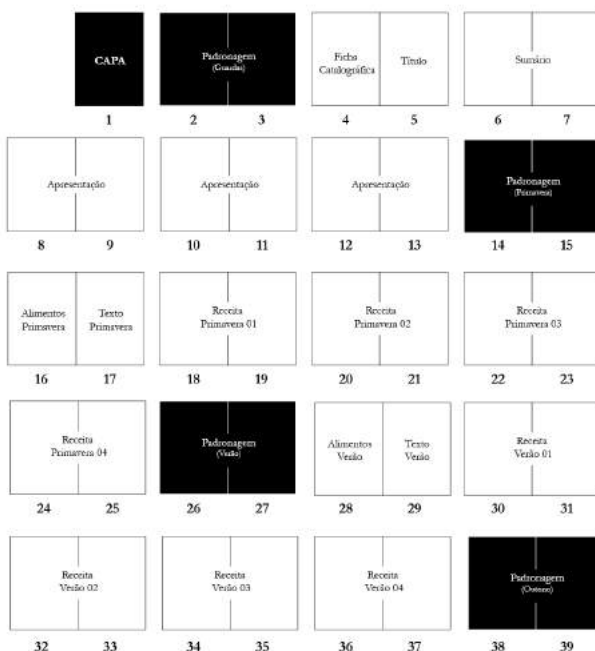 CAPA
Padronagem
(Guardas)
Ficha
Catalográfica
Título
Sumário
1 2 3 4 5 6 7
Apresentação
Apresentação
Apresentação
Padronagem
(Primavera)
8 9 10 11 12 13 14 15
Alimentos
Primavera
Texto
Primavera
Receita
Primavera 01
Receita
Primavera 02
Receita
Primavera 03
16 17 18 19 20 21 22 23
Receita
Primavera 04
Padronagem
(Verão)
Alimentos
Verão
Texto
Verão
Receita
Verão 01
24 25 26 27 28 29 30 31
Receita
Verão 02
Receita
Verão 03
Receita
Verão 04
Padronagem
(Outono)
32 33 34 35 36 37 38 39